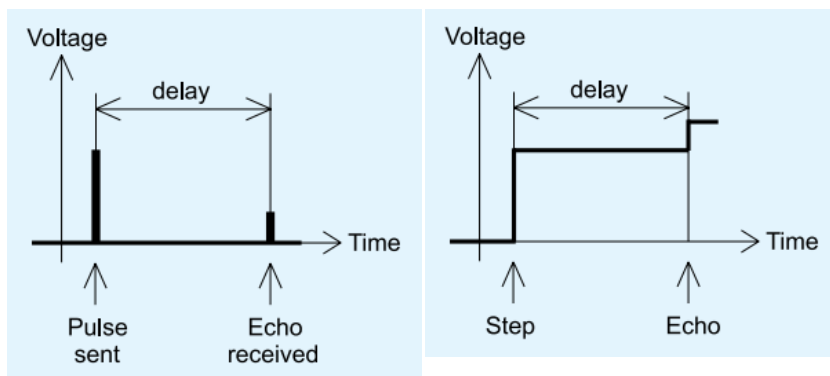 Voltage
delay
Time
Pulse
sent
Echo
received
Voltage
delay
Time
Step
Echo